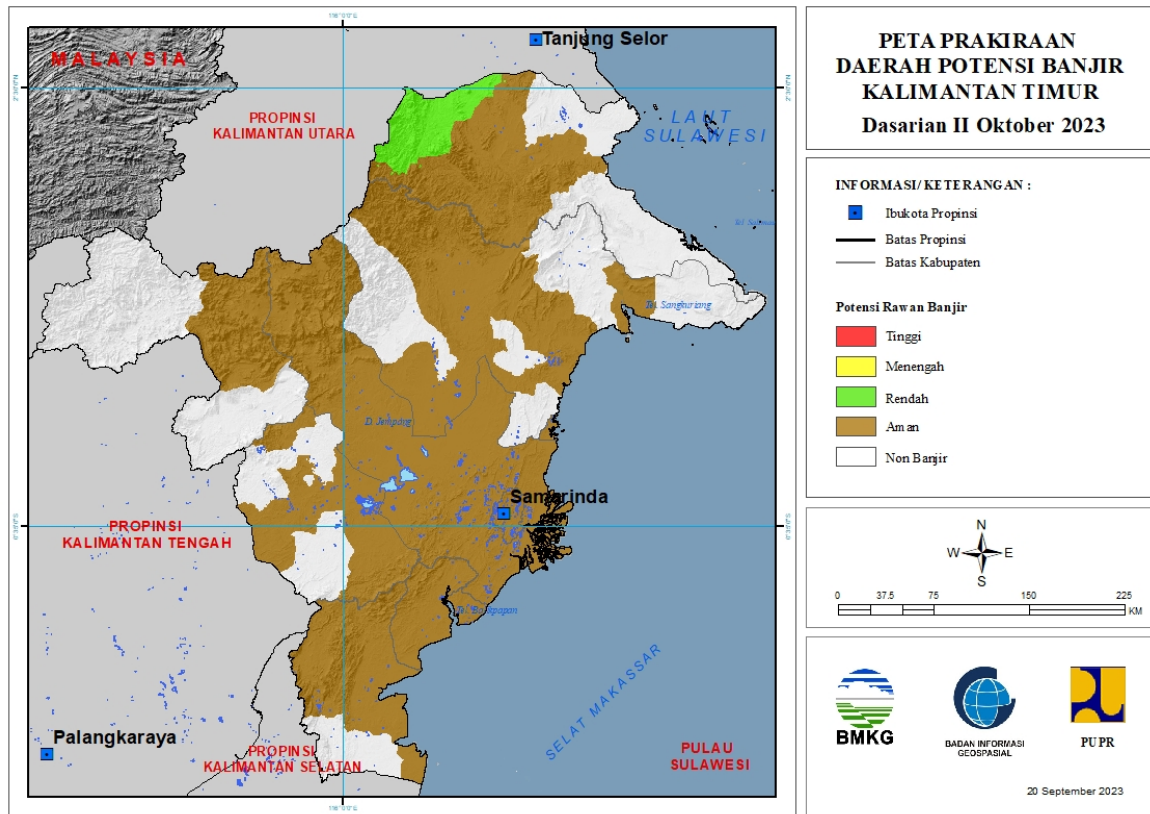 PETA PRAKIRAAN
DAERAH POTENSI BANJIR
KALIMANTAN TIMUR
Dasarian II Oktober 2023
INFORMASI/ KETERANGAN :
Ibukota Propinsi
Batas Propinsi
Batas Kabupaten
Potensi Rawan Banjir
Tinggi
Menengah
Rendah
Aman
Non Banjir
N
W E
S
0 37.5 75 150 225
KM
BMKG
BADAN INFORMASI
GEOSPASIAL
PUPR
20 September 2023
Tanjung Selor
MALAYSIA
PROPINSI
KALIMANTAN UTARA
LAUT
SULAWESI
Tel. Sangkuriang
D. Jempang
Samarinda
PROPINSI
KALIMANTAN TENGAH
SELAT MAKASSAR
Palangkaraya
PROPINSI
KALIMANTAN SELATAN
PULAU
SULAWESI